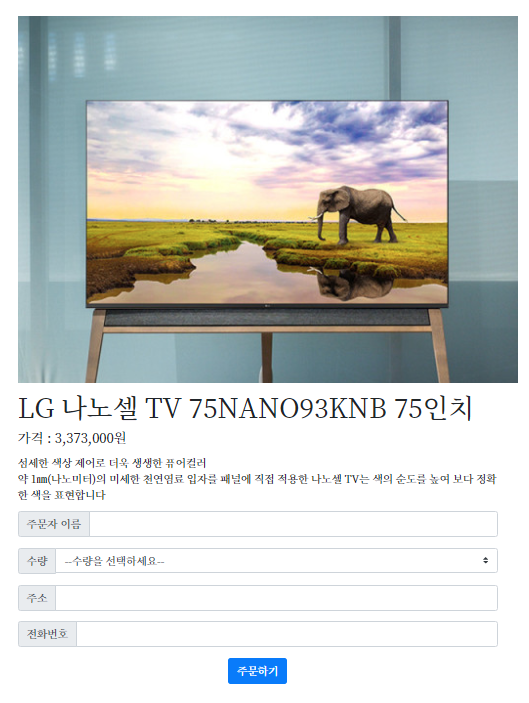 LG 나노셀 TV 75NANO93KNB 75인치
가격 : 3,373,000원
섬세한 색상 제어로 더욱 생생한 퓨어컬러
약 1nm(나노미터)의 미세한 천연염료 입자를 패널에 직접 적용한 나노셀 TV는 색의 순도를 높여 보다 정확
한 색을 표현합니다
주문자 이름
수량 --수량을 선택하세요--
주소
전화번호
주문하기